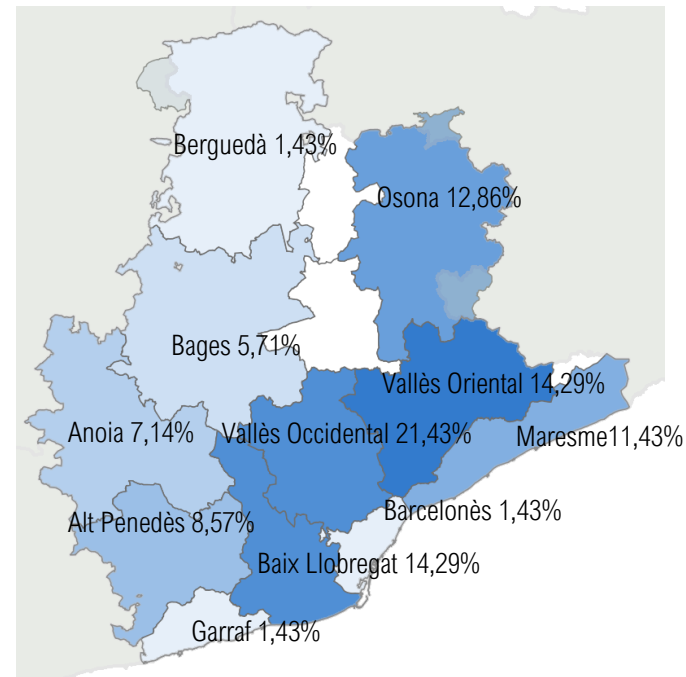 Berguedà 1,43%
Osona 12,86%
Bages 5,71%
Vallès Oriental 14,29%
Anoia 7,14%
Vallès Occidental 21,43%
Maresme11,43%
Barcelonès 1,43%
Alt Penedès 8,57%
Baix Llobregat 14,29%
Garraf 1,43%